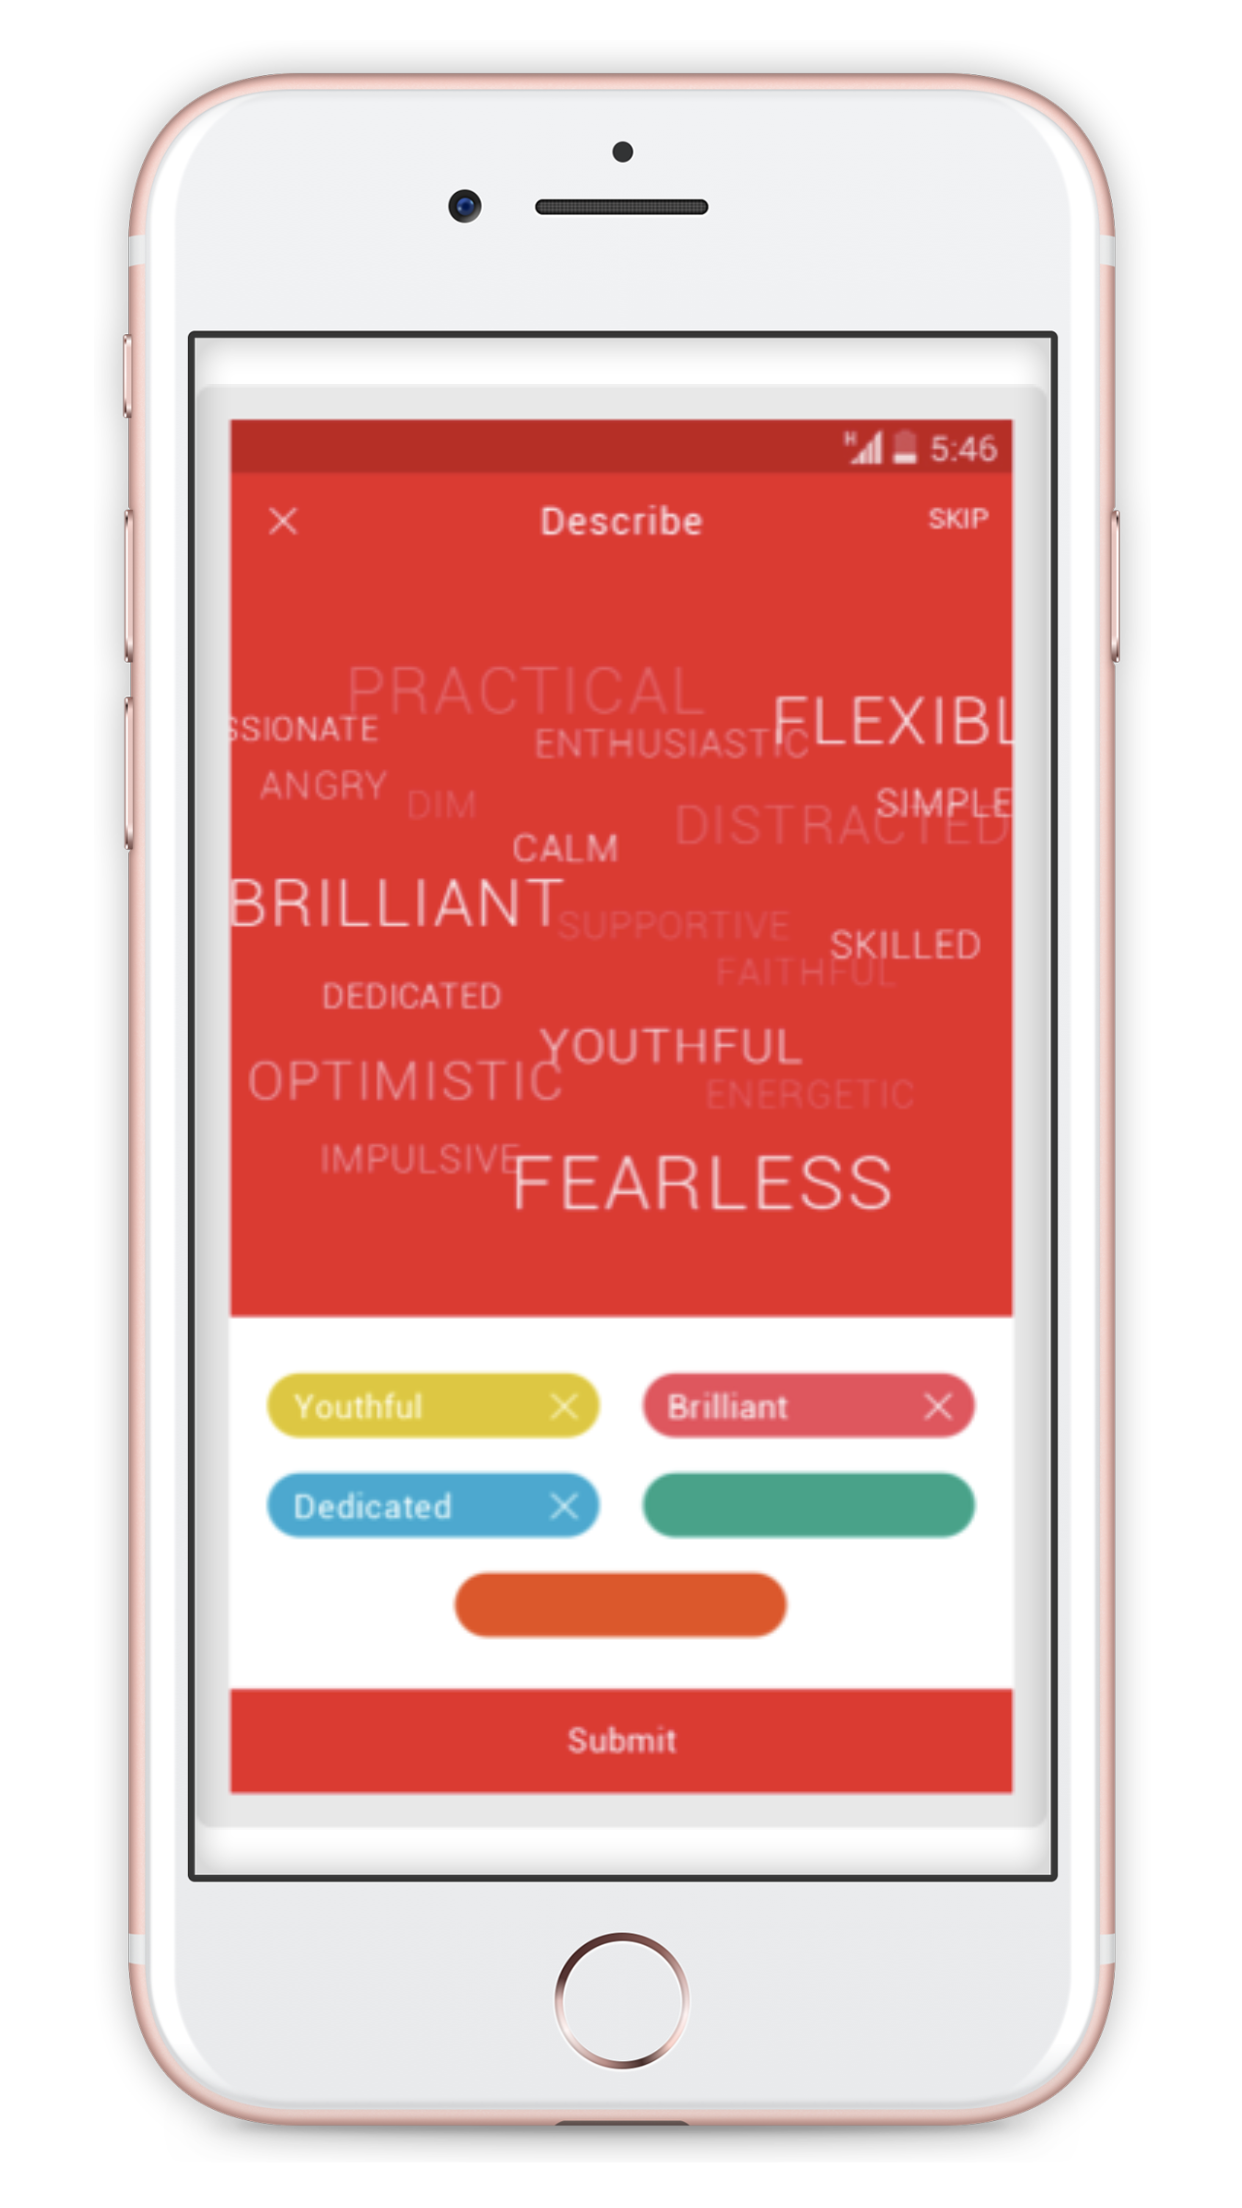 H 5:46
Describe SKIP
PRACTICAL
FLEXIBL
SSIONATE
ENTHUSIASTIC
ANGRY
DIM
SIMPLE
DISTRACTED
CALM
BRILLIANT
SUPPORTIVE
SKILLED
FAITHFUL
DEDICATED
YOUTHFUL
OPTIMISTIC
ENERGETIC
IMPULSIVE
FEARLESS
Youthful Brilliant
Dedicated
Submit